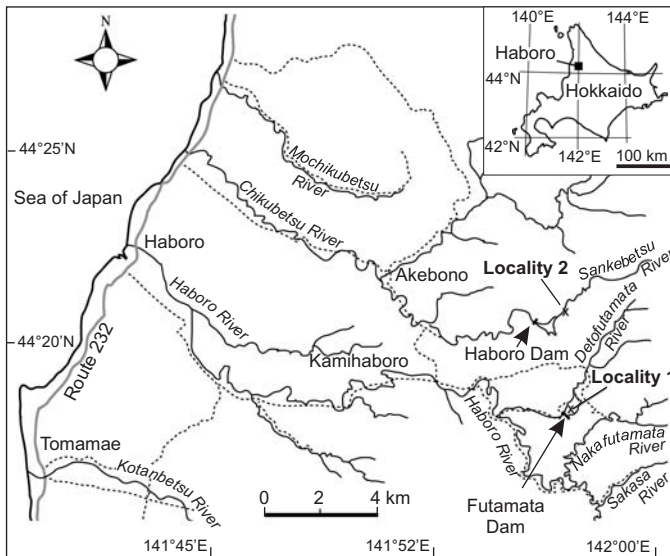 N
140°E
144°E
Haboro
44°N
Hokkaido
42°N
142°E
100 km
44°25'N
Mochikubetsu
River
Sea of Japan
Chikubetsu River
Haboro
Akebono
Locality 2
Sankebetsu
River
Haboro River
Detofutamata
River
44°20'N
Route 232
Haboro Dam
Kamihaboro
Locality 1
Haboro River
Tomamae
Nakafutamata
River
Kotanbetsu River
0 2 4 km
Futamata
Dam
Sakasa
River
141°45'E
141°52'E
142°00'E